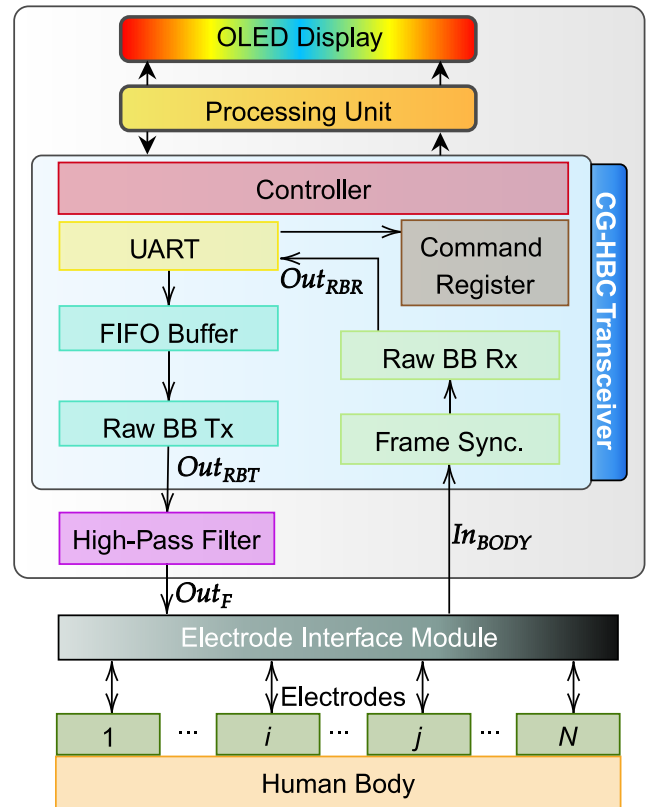 OLED Display
Processing Unit
Controller
CG-HBC Transceiver
UART
Command
Register
Out_RBR
FIFO Buffer
Raw BB Rx
Raw BB Tx
Frame Sync.
Out_RBT
High-Pass Filter
In_BODY
Out_F
Electrode Interface Module
Electrodes
1 ... i ... j ... N
Human Body